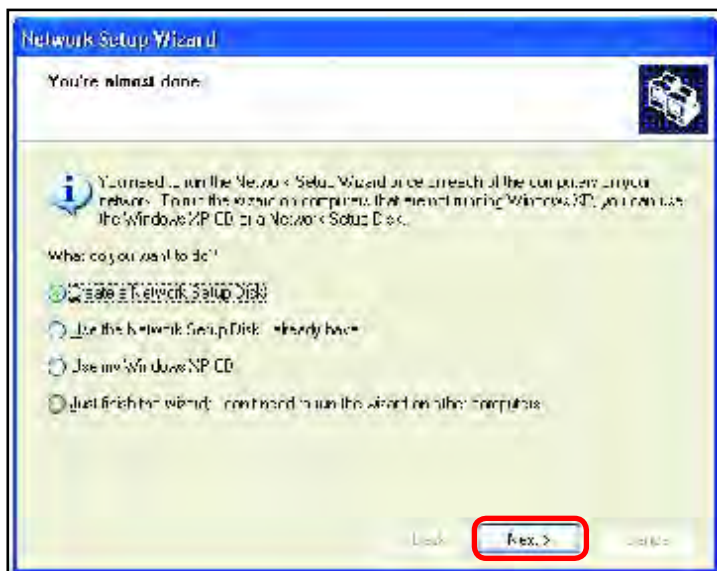 Network Setup Wizard
You're almost done
You need to run the Network Setup Wizard once on each of the computers on your
network. To run the wizard on computers that are not running Windows XP, you can use
the Windows XP CD or a Network Setup Disk.
What do you want to do?
Create a Network Setup Disk
Use the Network Setup Disk I already have
Use my Windows XP CD
Just finish the wizard; I don't need to run the wizard on other computers
Back
Next >
Cancel